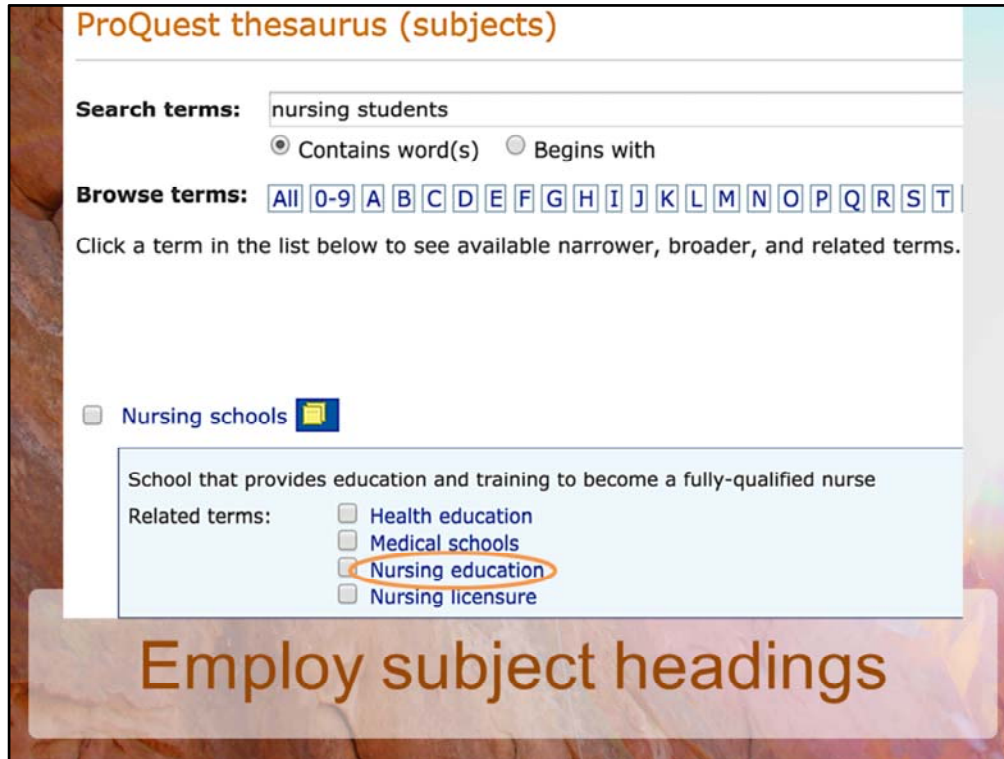 ProQuest thesaurus (subjects)
Search terms: nursing students
Contains word(s) Begins with
Browse terms: All 0-9 A B C D E F G H I J K L M N O P Q R S T
Click a term in the list below to see available narrower, broader, and related terms.
Nursing schools
School that provides education and training to become a fully-qualified nurse
Related terms: Health education
Medical schools
Nursing education
Nursing licensure
Employ subject headings